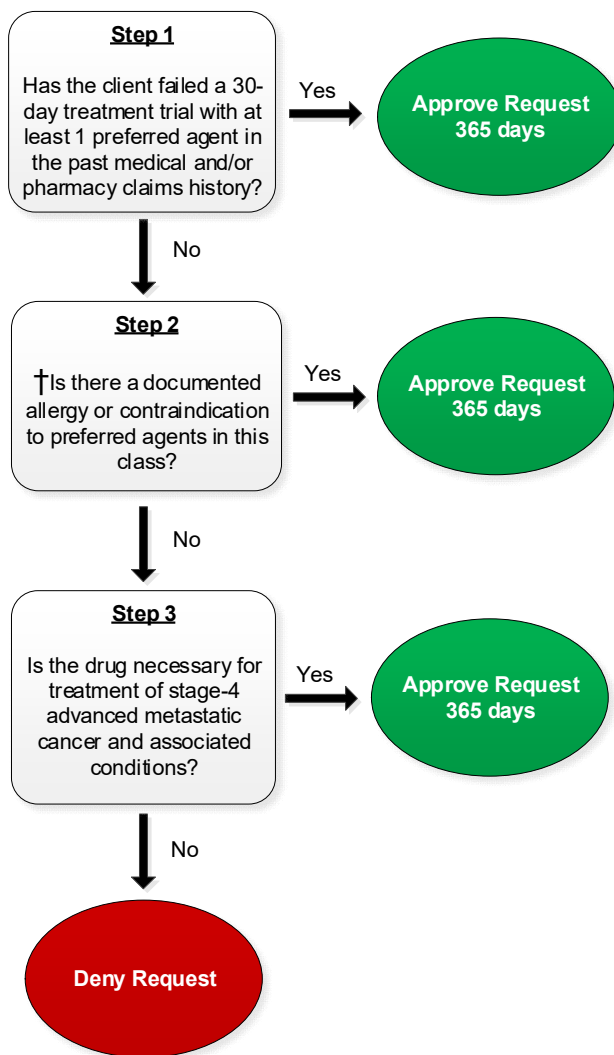 Step 1
Has the client failed a 30-
day treatment trial with at
least 1 preferred agent in
the past medical and/or
pharmacy claims history?
Yes
Approve Request
365 days
No
Step 2
†Is there a documented
allergy or contraindication
to preferred agents in this
class?
Yes
Approve Request
365 days
No
Step 3
Is the drug necessary for
treatment of stage-4
advanced metastatic
cancer and associated
conditions?
Yes
Approve Request
365 days
No
Deny Request